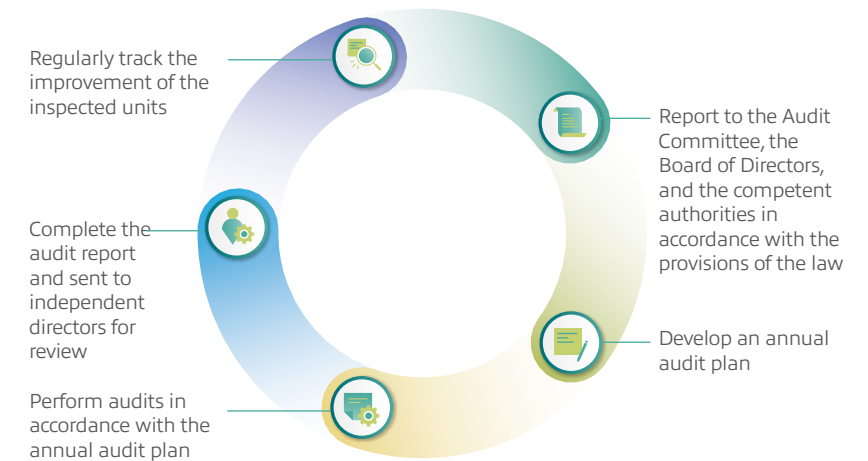 Regularly track the
improvement of the
inspected units
Report to the Audit
Committee, the
Board of Directors,
and the competent
authorities in
accordance with the
provisions of the law
Complete the
audit report
and sent to
independent
directors for
review
Develop an annual
audit plan
Perform audits in
accordance with the
annual audit plan